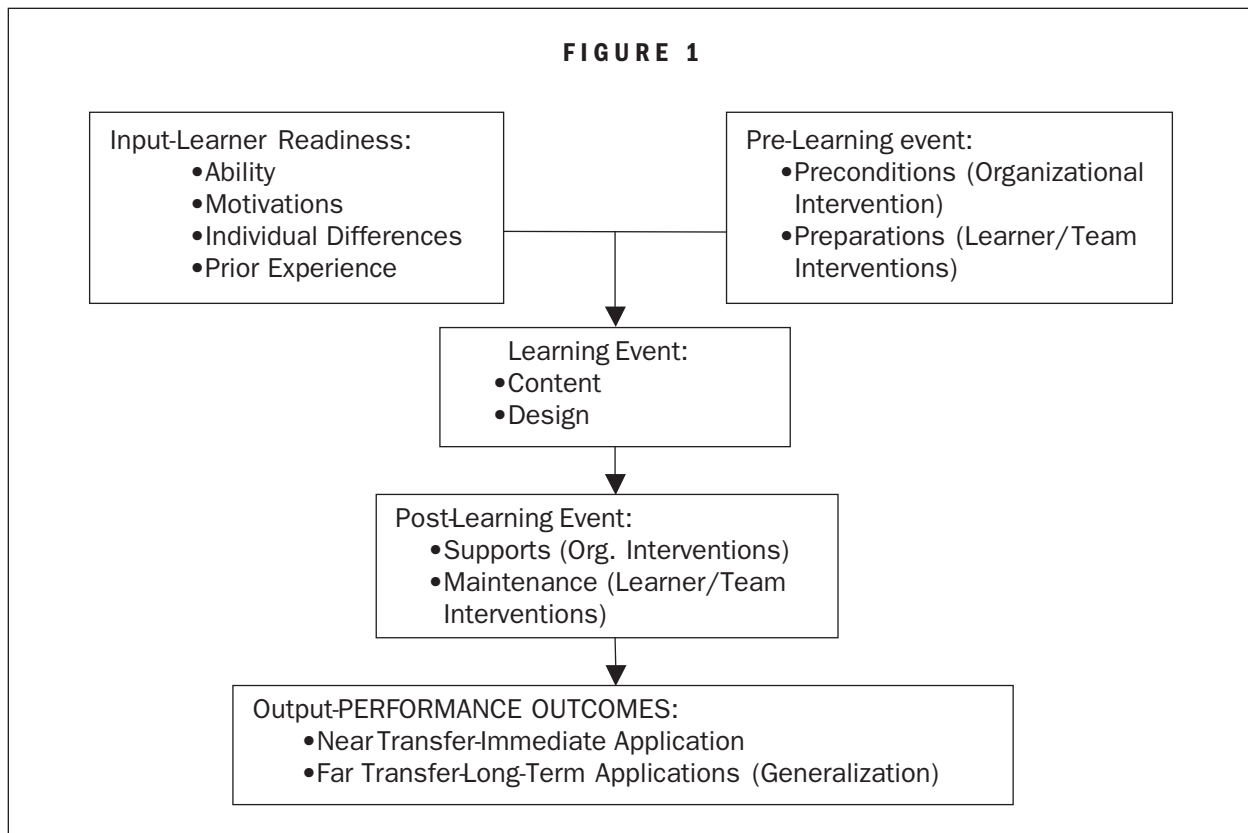 FIGURE 1
Input-Learner Readiness:
•Ability
•Motivations
•Individual Differences
•Prior Experience
Pre-Learning event:
•Preconditions (Organizational
Intervention)
•Preparations (Learner/Team
Interventions)
Learning Event:
•Content
•Design
Post-Learning Event:
•Supports (Org. Interventions)
•Maintenance (Learner/Team
Interventions)
Output-PERFORMANCE OUTCOMES:
•Near Transfer-Immediate Application
•Far Transfer-Long-Term Applications (Generalization)